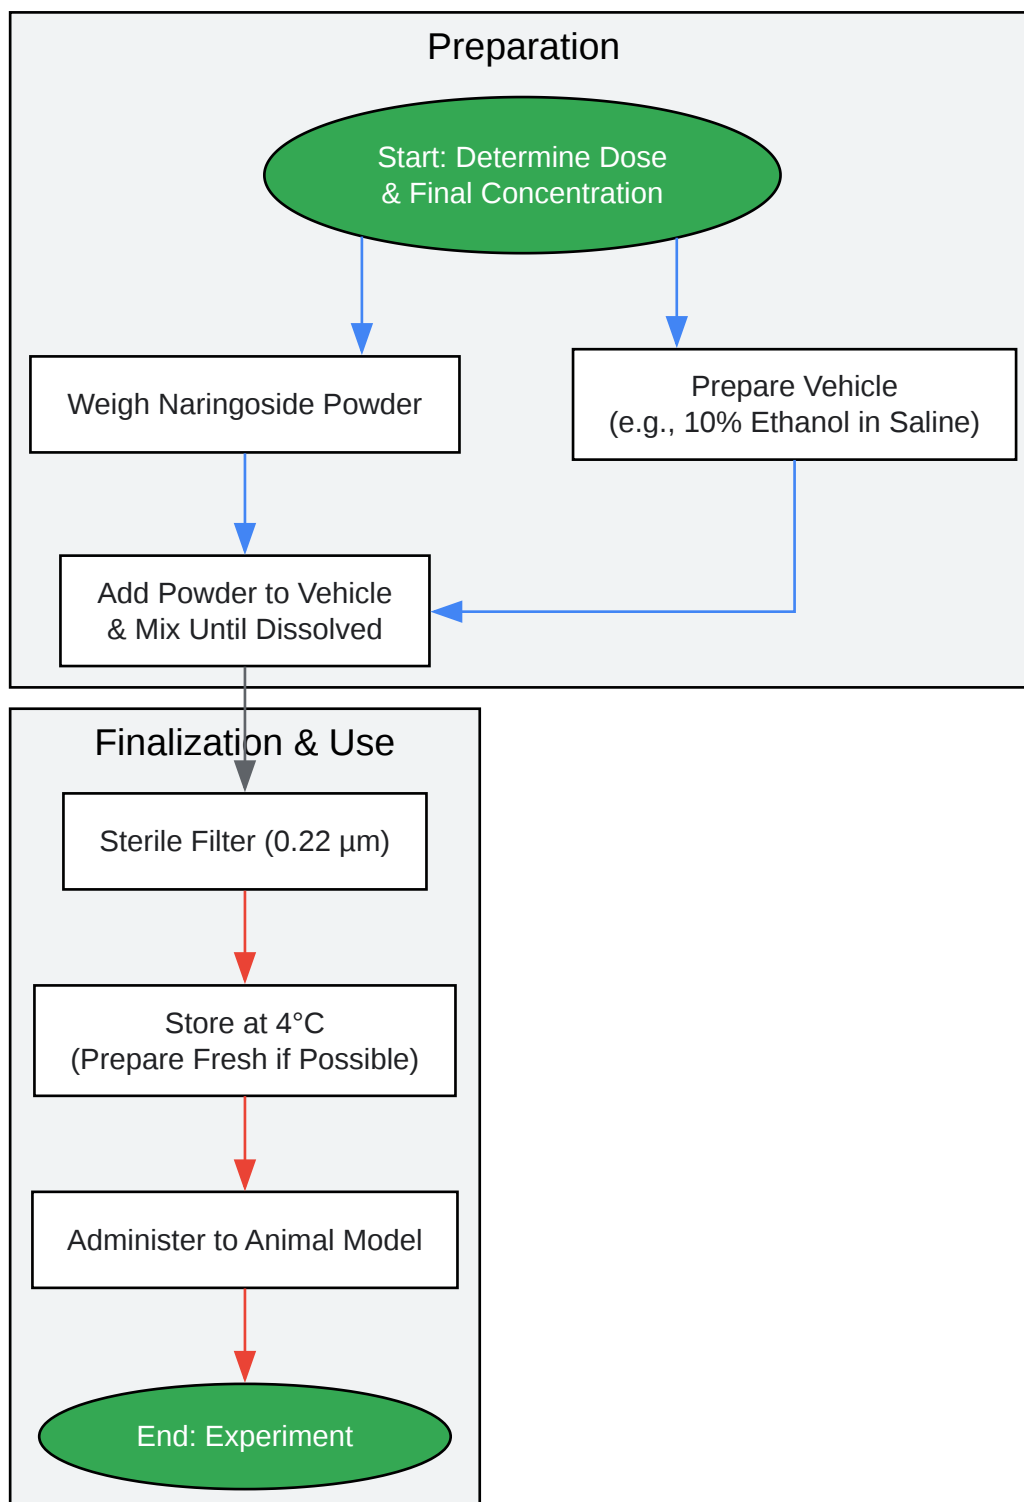 Preparation
Start: Determine Dose
& Final Concentration
Weigh Naringoside Powder
Prepare Vehicle
(e.g., 10% Ethanol in Saline)
Add Powder to Vehicle
& Mix Until Dissolved
Finalization & Use
Sterile Filter (0.22 µm)
Store at 4°C
(Prepare Fresh if Possible)
Administer to Animal Model
End: Experiment